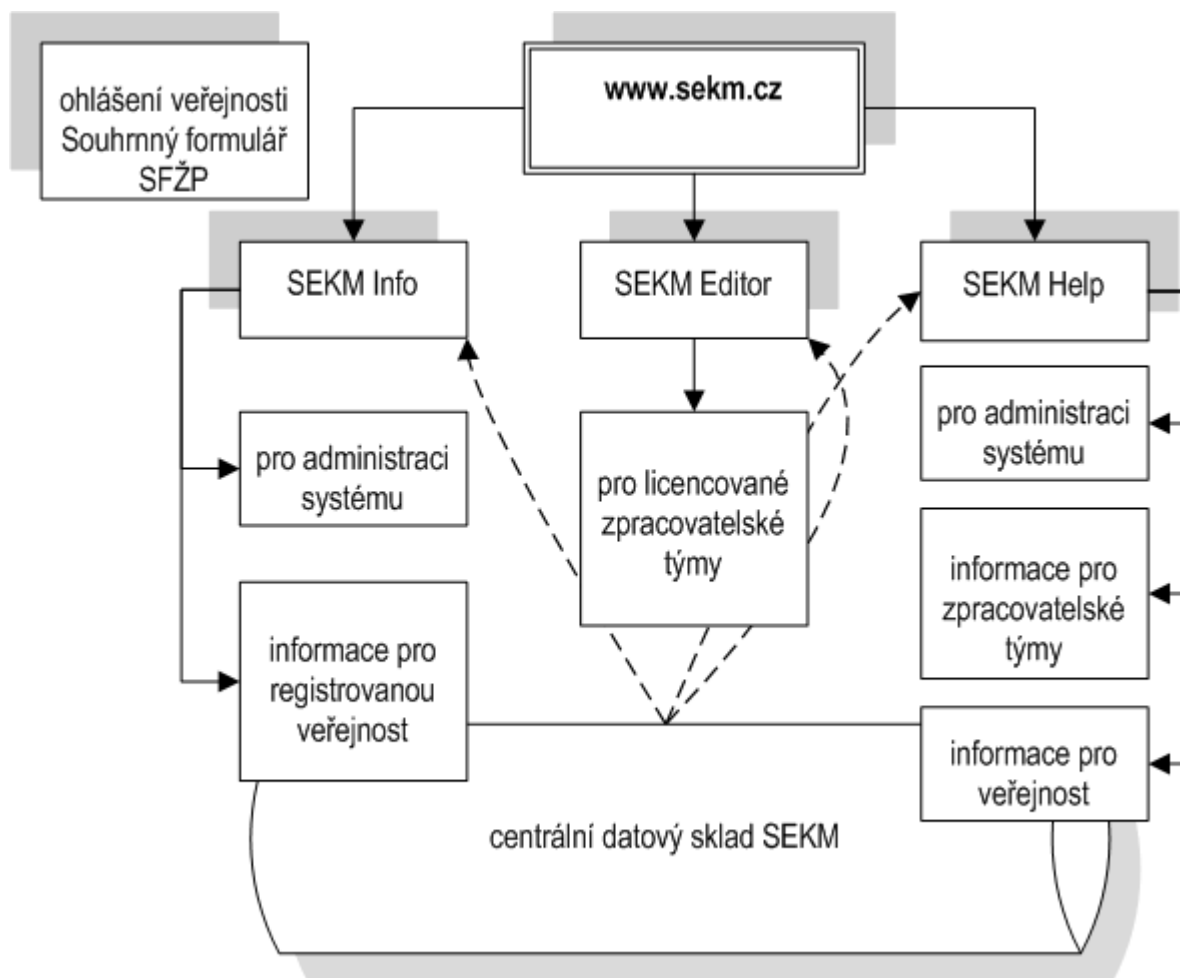 ohlášení veřejnosti
Souhrnný formulář
SFŽP
www.sekm.cz
SEKM Info
SEKM Editor
SEKM Help
pro administraci
systému
pro licencované
zpracovatelské
týmy
pro administraci
systému
informace pro
zpracovatelské
týmy
informace pro
registrovanou
veřejnost
informace pro
veřejnost
centrální datový sklad SEKM